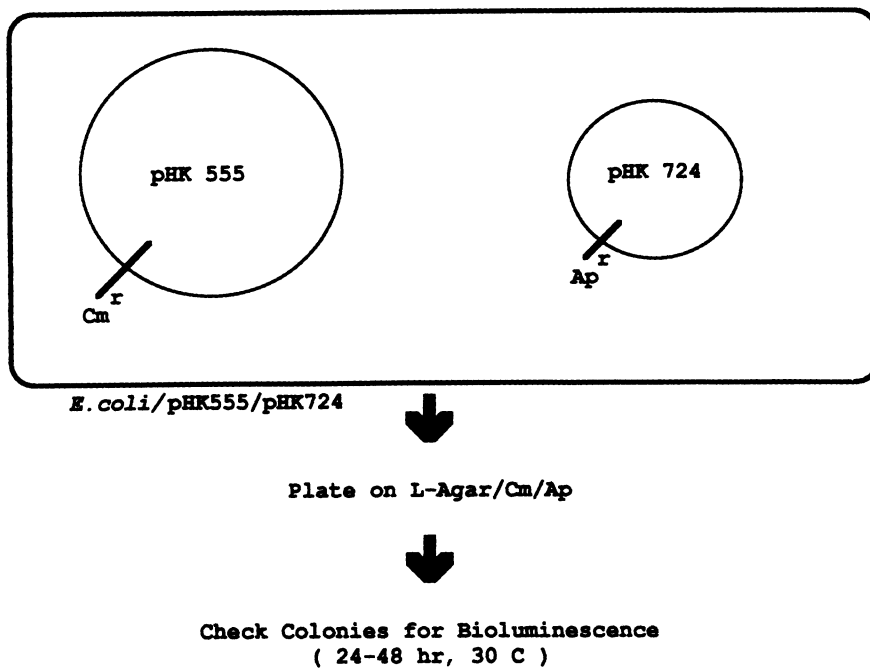 pHK 555
pHK 724
Cm r
Ap r
E.coli/pHK555/pHK724
Plate on L-Agar/Cm/Ap
Check Colonies for Bioluminescence
( 24-48 hr, 30 C )